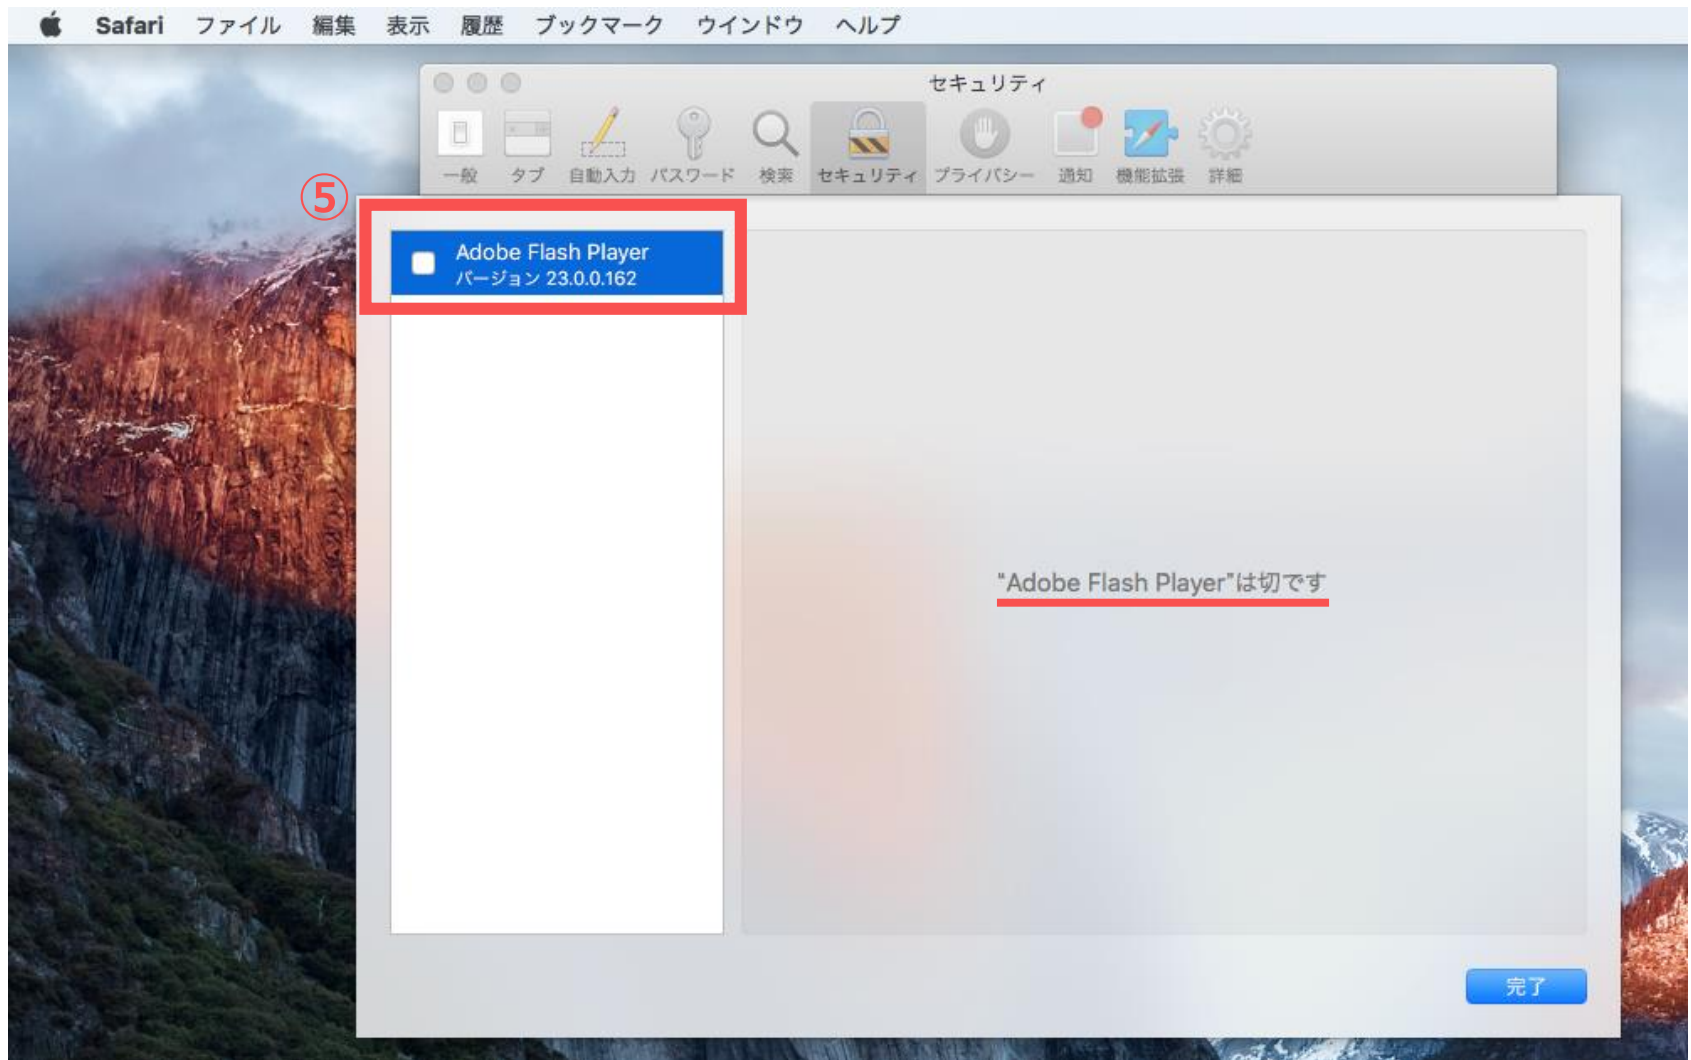 Safari ファイル 編集 表示 履歴 ブックマーク ウインドウ ヘルプ
セキュリティ
一般 タブ 自動入力 パスワード 検索 セキュリティ プライバシー 通知 機能拡張 詳細
⑤
Adobe Flash Player
バージョン 23.0.0.162
“Adobe Flash Player”は切です
完了